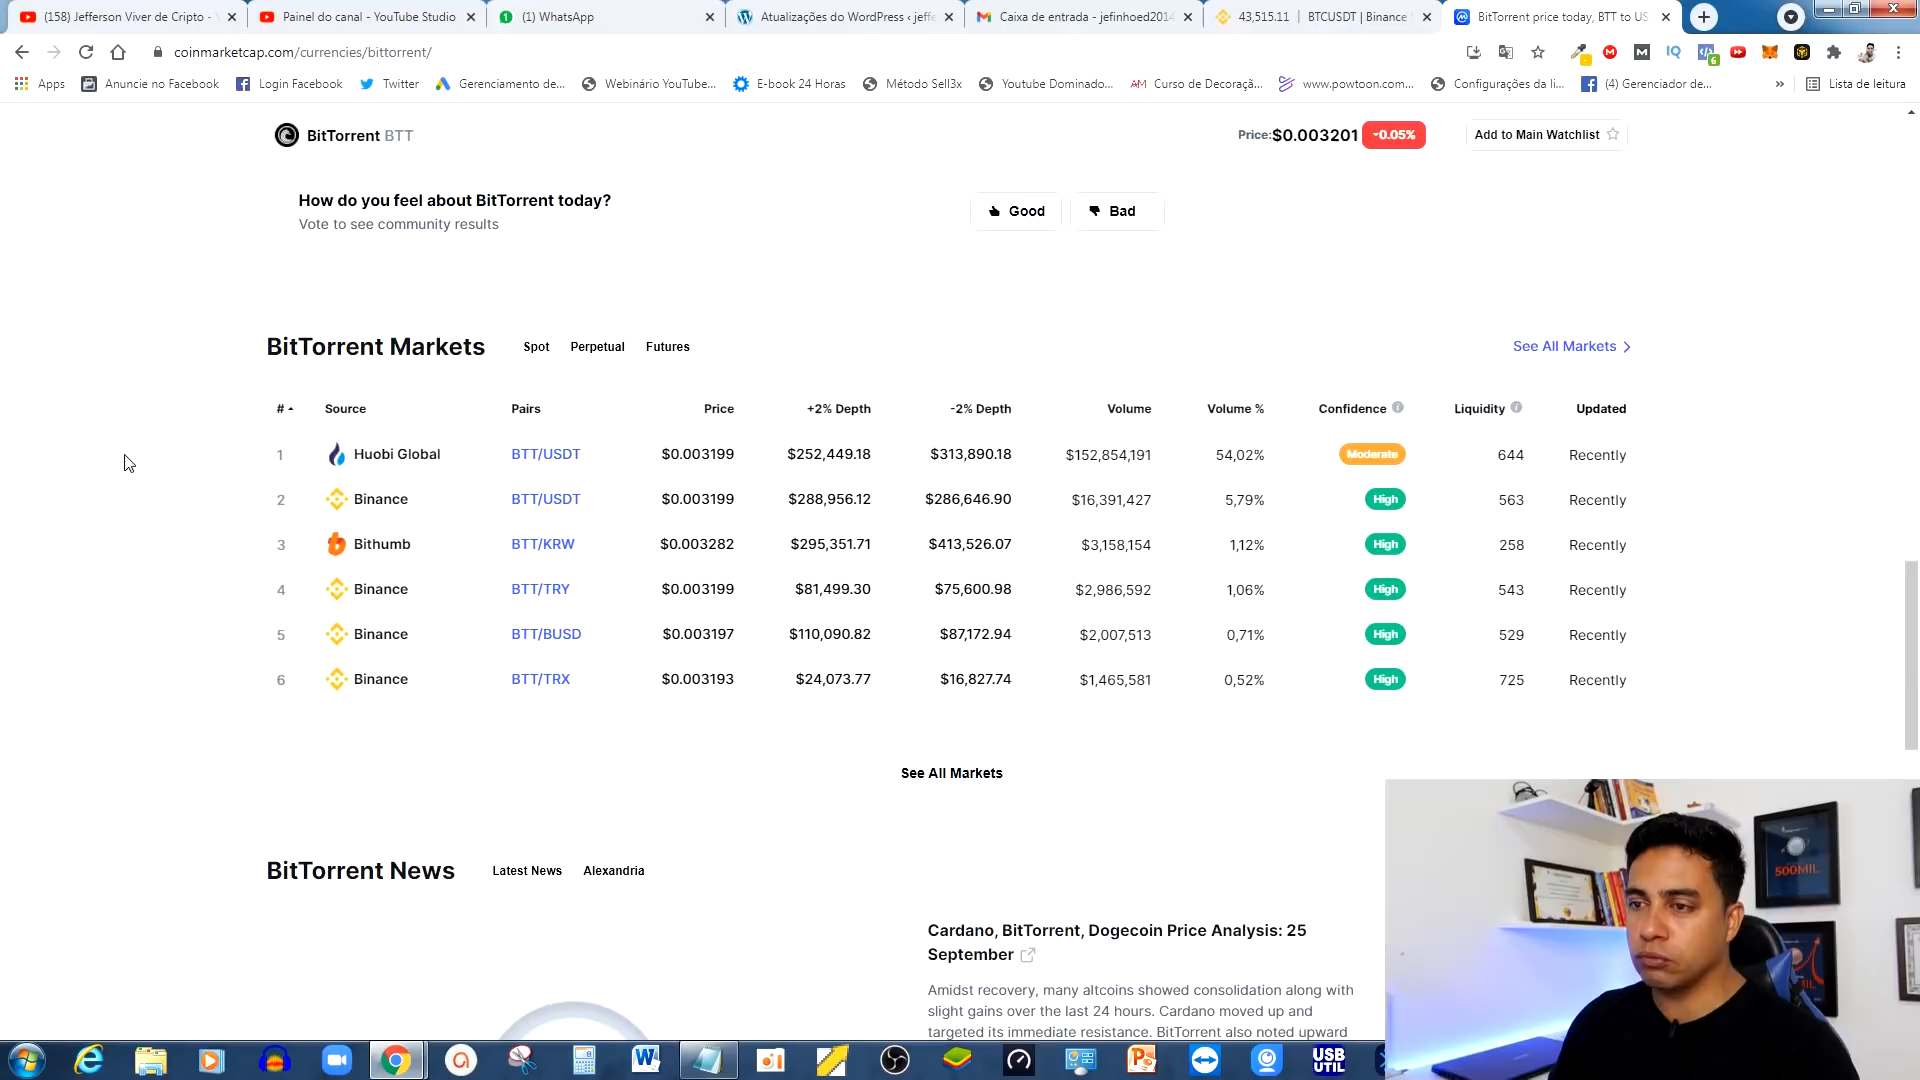 (158) Jefferson Viver de Cripto -
Painel do canal - YouTube Studio
(1) WhatsApp
Atualizações do WordPress ‹ jeffe
Caixa de entrada - jefinhoed2014
43,515.11 | BTCUSDT | Binance
BitTorrent price today, BTT to US
coinmarketcap.com/currencies/bittorrent/
Apps
Anuncie no Facebook
Login Facebook
Twitter
Gerenciamento de...
Webinário YouTube...
E-book 24 Horas
Método Sell3x
Youtube Dominado...
AM Curso de Decoraçã...
www.powtoon.com...
Configurações da li...
(4) Gerenciador de...
»
Lista de leitura
BitTorrent BTT
Price:$0.003201 -0.05%
Add to Main Watchlist
How do you feel about BitTorrent today?
Vote to see community results
Good
Bad
BitTorrent Markets Spot Perpetual Futures See All Markets
# Source Pairs Price +2% Depth -2% Depth Volume Volume % Confidence Liquidity Updated
1 Huobi Global BTT/USDT $0.003199 $252,449.18 $313,890.18 $152,854,191 54,02% Moderate 644 Recently
2 Binance BTT/USDT $0.003199 $288,956.12 $286,646.90 $16,391,427 5,79% High 563 Recently
3 Bithumb BTT/KRW $0.003282 $295,351.71 $413,526.07 $3,158,154 1,12% High 258 Recently
4 Binance BTT/TRY $0.003199 $81,499.30 $75,600.98 $2,986,592 1,06% High 543 Recently
5 Binance BTT/BUSD $0.003197 $110,090.82 $87,172.94 $2,007,513 0,71% High 529 Recently
6 Binance BTT/TRX $0.003193 $24,073.77 $16,827.74 $1,465,581 0,52% High 725 Recently
See All Markets
BitTorrent News Latest News Alexandria
Cardano, BitTorrent, Dogecoin Price Analysis: 25
September
Amidst recovery, many altcoins showed consolidation along with
slight gains over the last 24 hours. Cardano moved up and
targeted its immediate resistance. BitTorrent also noted upward
500MIL
USB
UTIL